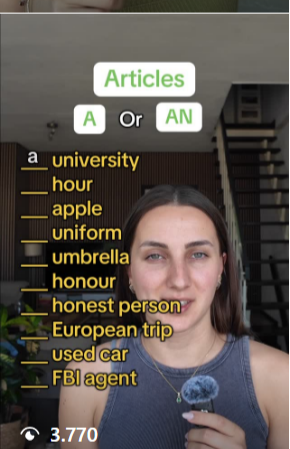 Articles
A Or AN
a university
___ hour
___ apple
___ uniform
___ umbrella
___ honour
___ honest person
___ European trip
___ used car
___ FBI agent
3.770